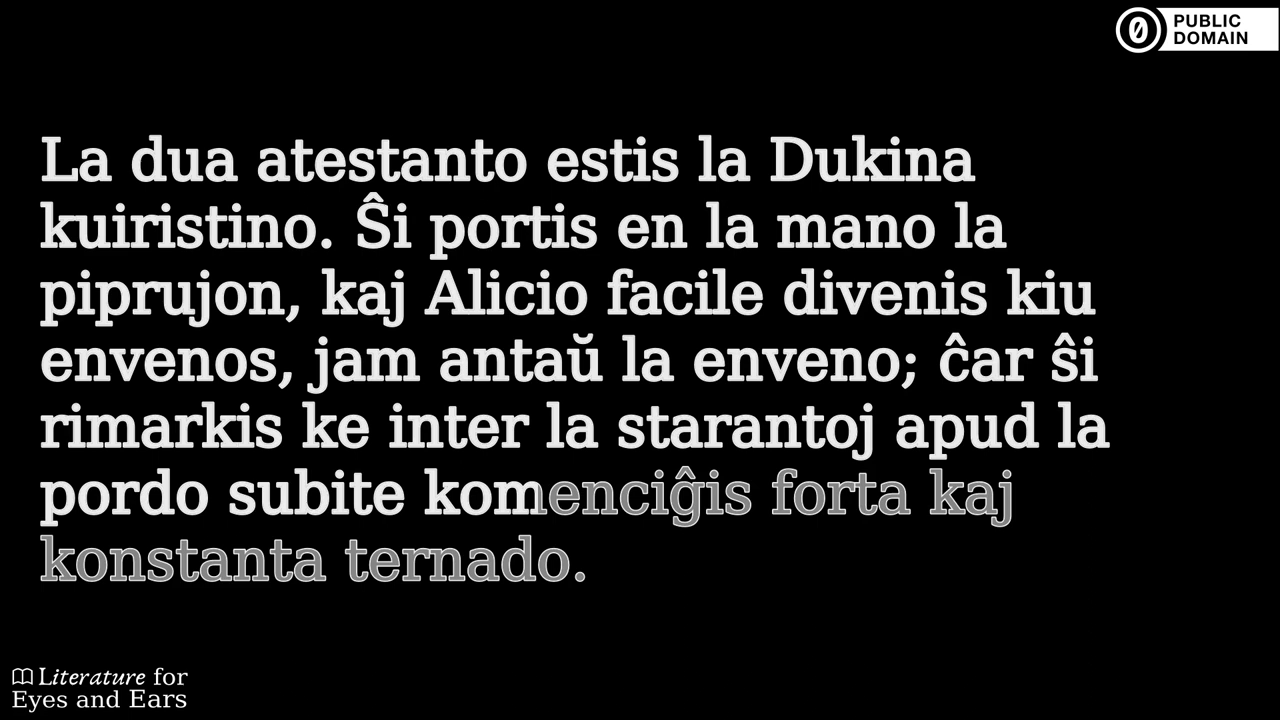 PUBLIC
DOMAIN
La dua atestanto estis la Dukina
kuiristino. Ŝi portis en la mano la
piprujon, kaj Alicio facile divenis kiu
envenos, jam antaŭ la enveno; ĉar ŝi
rimarkis ke inter la starantoj apud la
pordo subite komenciĝis forta kaj
konstanta ternado.
Literature for
Eyes and Ears